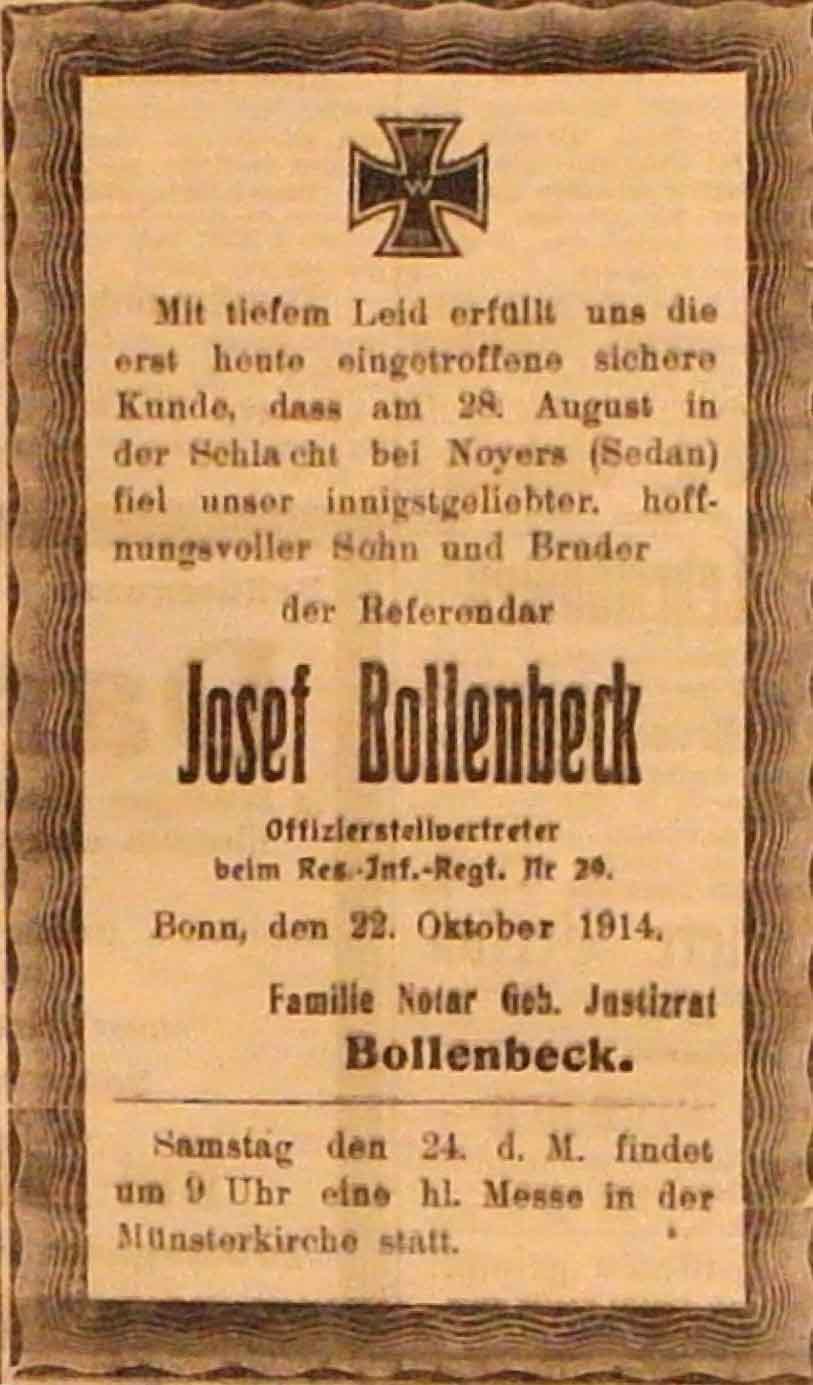 W
Mit tiefem Leid erfüllt uns die
erst heute eingetroffene sichere
Kunde, dass am 28. August in
der Schlacht bei Noyers (Sedan)
fiel unser innigstgeliebter, hoff-
nungsvoller Sohn und Bruder
der Referendar
Josef Bollenbeck
Offizierstellvertreter
beim Res.-Inf.-Regt. Nr
Bonn, den 22. Oktober 1914.
Familie Notar Geh. Justizrat
Bollenbeck.
Samstag den 24. d. M. findet
um 9 Uhr eine hl. Messe in der
Münsterkirche statt.